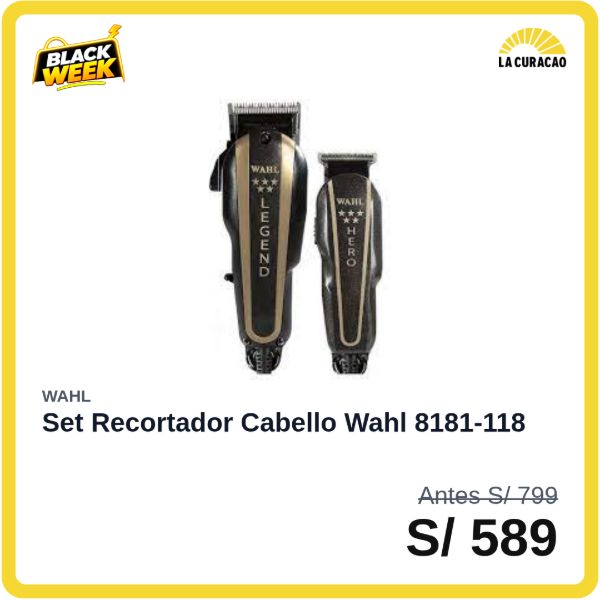 BLACK
WEEK
LA CURACAO
WAHL
LEGEND
WAHL
HERO
WAHL
Set Recortador Cabello Wahl 8181-118
Antes S/ 799
S/ 589